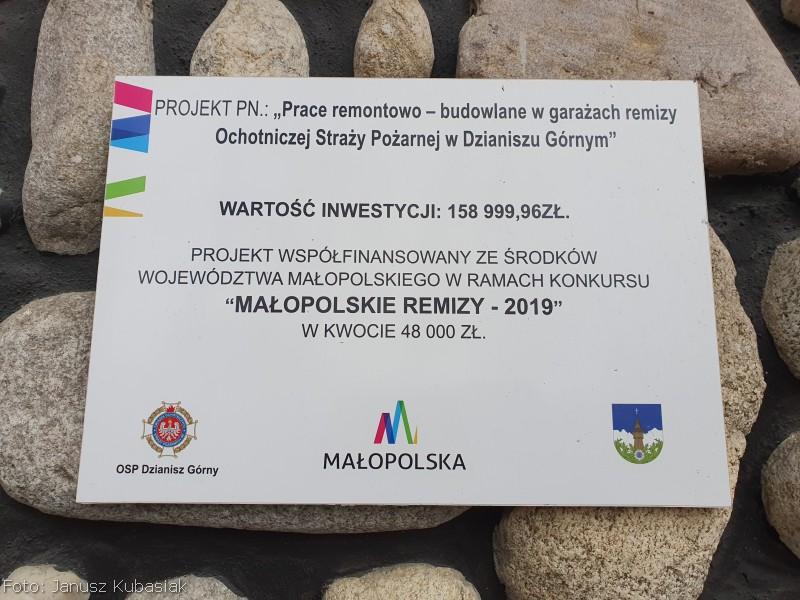 PROJEKT PN.: „Prace remontowo – budowlane w garażach remizy
Ochotniczej Straży Pożarnej w Dzianiszu Górnym”
WARTOŚĆ INWESTYCJI: 158 999,96ZŁ.
PROJEKT WSPÓŁFINANSOWANY ZE ŚRODKÓW
WOJEWÓDZTWA MAŁOPOLSKIEGO W RAMACH KONKURSU
“MAŁOPOLSKIE REMIZY - 2019”
W KWOCIE 48 000 ZŁ.
OSP Dzianisz Górny
MAŁOPOLSKA
Foto: Janusz Kubasiak